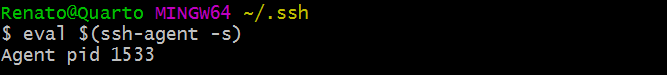 Renato@Quarto MINGW64 ~/.ssh
$ eval $(ssh-agent -s)
Agent pid 1533